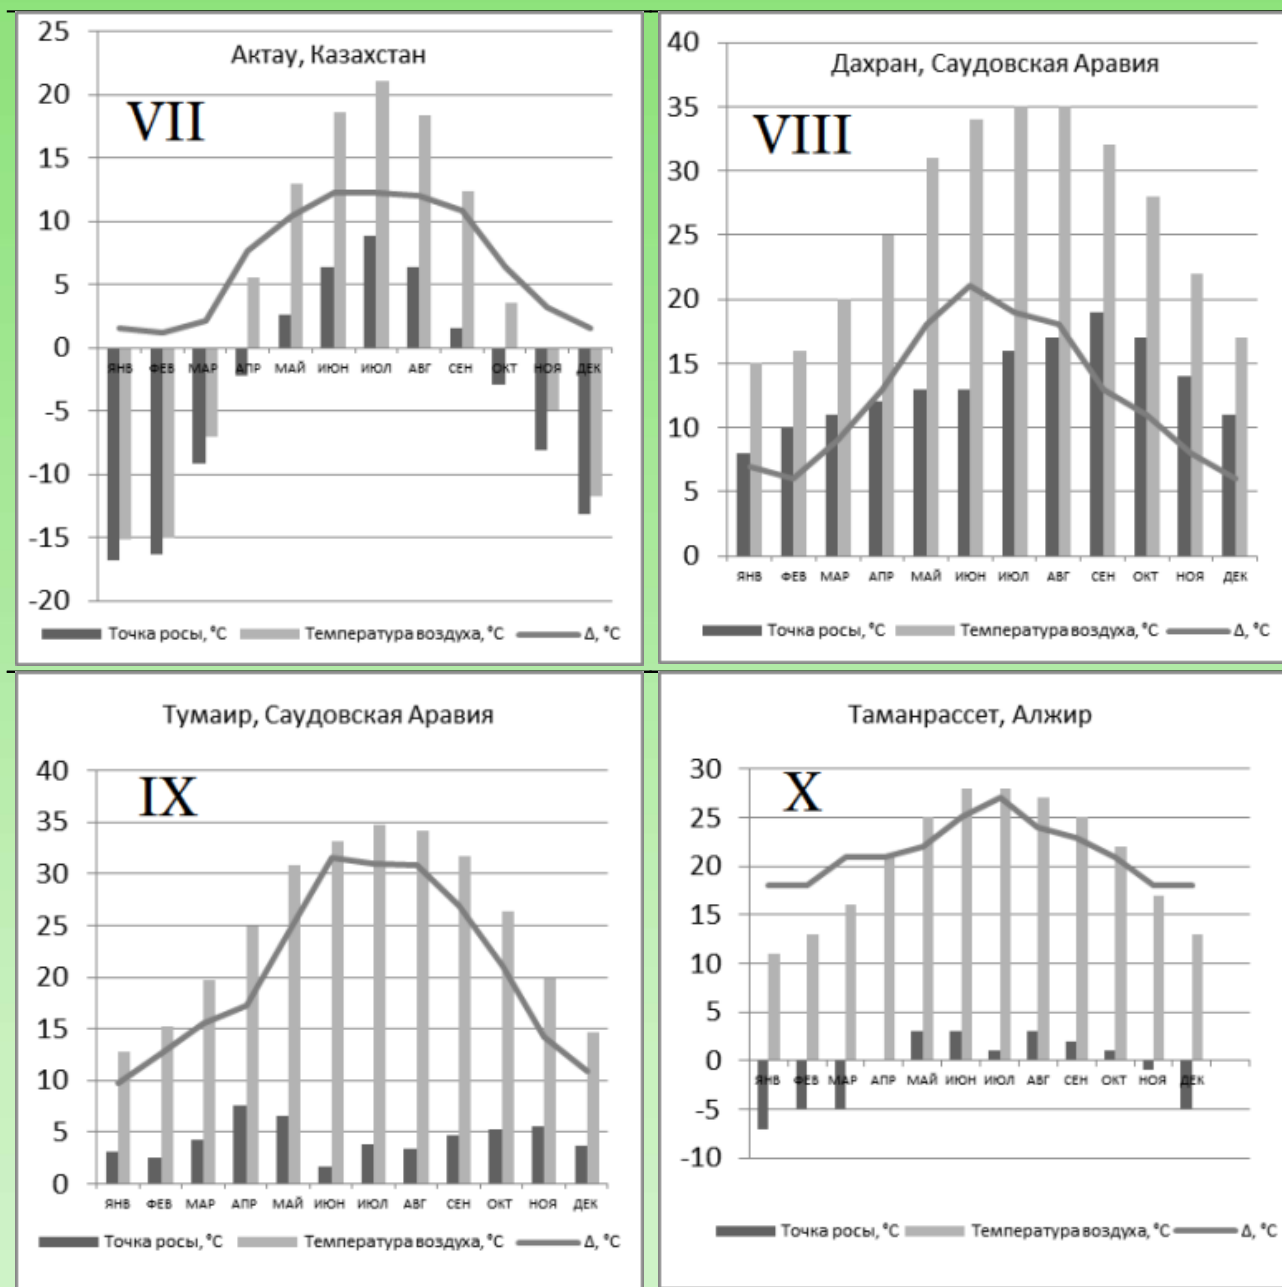 Актау, Казахстан
VII
25
20
15
10
5
0
-5
-10
-15
-20
ЯНВ ФЕВ МАР АПР МАЙ ИЮН ИЮЛ АВГ СЕН ОКТ НОЯ ДЕК
Точка росы, °С Температура воздуха, °С Δ, °С
Дахран, Саудовская Аравия
VIII
40
35
30
25
20
15
10
5
0
ЯНВ ФЕВ МАР АПР МАЙ ИЮН ИЮЛ АВГ СЕН ОКТ НОЯ ДЕК
Точка росы, °С Температура воздуха, °С Δ, °С
Тумаир, Саудовская Аравия
IX
40
35
30
25
20
15
10
5
0
ЯНВ ФЕВ МАР АПР МАЙ ИЮН ИЮЛ АВГ СЕН ОКТ НОЯ ДЕК
Точка росы, °С Температура воздуха, °С Δ, °С
Таманрассет, Алжир
X
30
25
20
15
10
5
0
-5
-10
ЯНВ ФЕВ МАР АПР МАЙ ИЮН ИЮЛ АВГ СЕН ОКТ НОЯ ДЕК
Точка росы, °С Температура воздуха, °С Δ, °С